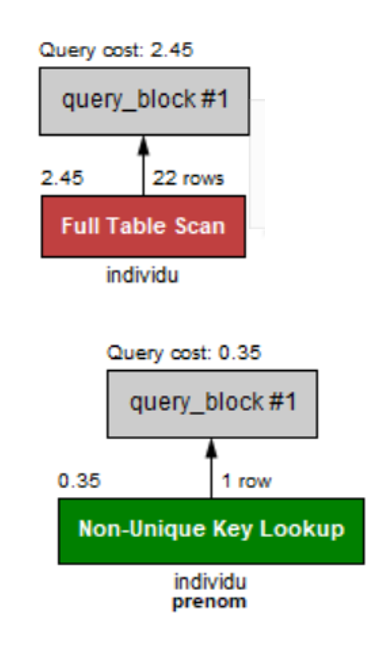 Query cost: 2.45
query_block #1
2.45 22 rows
Full Table Scan
individu
Query cost: 0.35
query_block #1
0.35 1 row
Non-Unique Key Lookup
individu
prenom